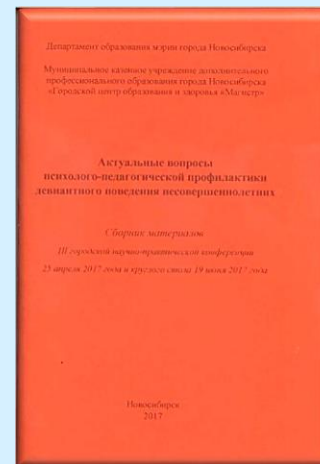 Департамент образования мэрии города Новосибирска
Муниципальное казенное учреждение дополнительного
профессионального образования города Новосибирска
«Городской центр образования и здоровья «Магистр»
Актуальные вопросы
психолого-педагогической профилактики
девиантного поведения несовершеннолетних
Сборник материалов
III городской научно-практической конференции
25 апреля 2017 года и круглого стола 19 июня 2017 года
Новосибирск
2017